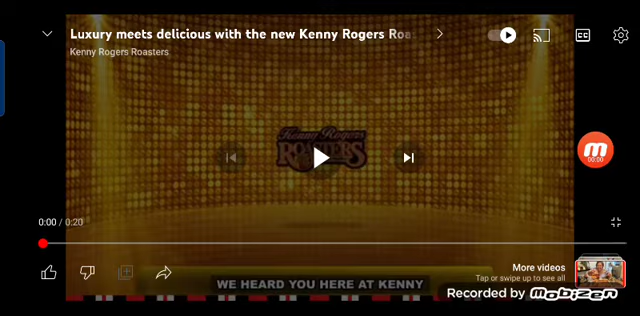 Luxury meets delicious with the new Kenny Rogers Roa
Kenny Rogers Roasters
CC
Kenny Rogers
ROASTERS
m
00:00
0:00 / 0:20
More videos
Tap or swipe up to see all
WE HEARD YOU HERE AT KENNY
Recorded by mobizen